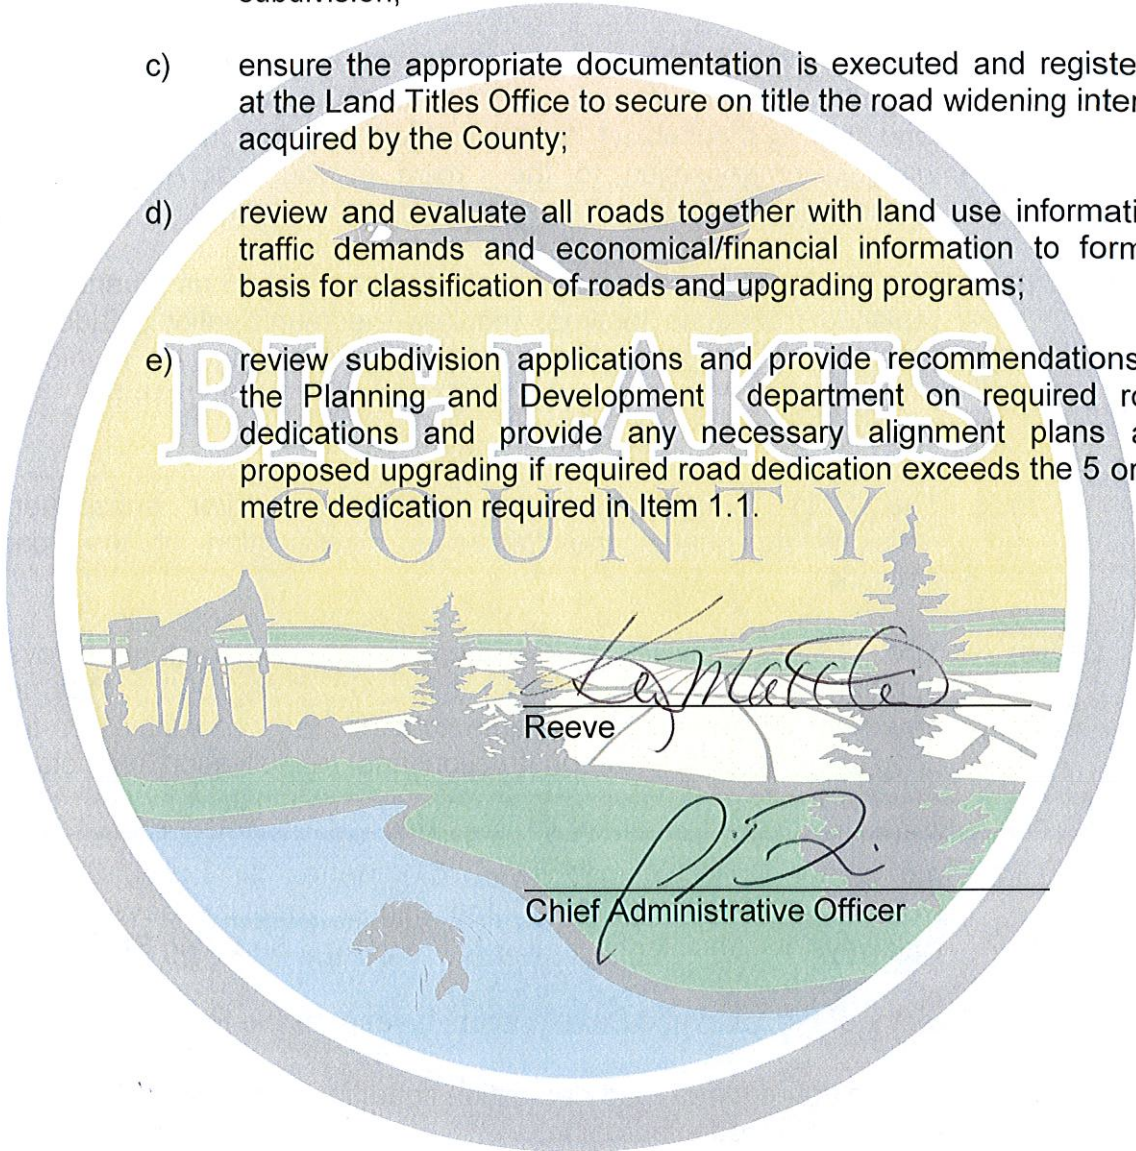 subdivision;
c) ensure the appropriate documentation is executed and registe
at the Land Titles Office to secure on title the road widening inter
acquired by the County;
d) review and evaluate all roads together with land use informati
traffic demands and economical/financial information to form
basis for classification of roads and upgrading programs;
e) review subdivision applications and provide recommendations
the Planning and Development department on required ro
dedications and provide any necessary alignment plans a
proposed upgrading if required road dedication exceeds the 5 or
metre dedication required in Item 1.1.
BIG LAKES
COUNTY
Reeve
Chief Administrative Officer